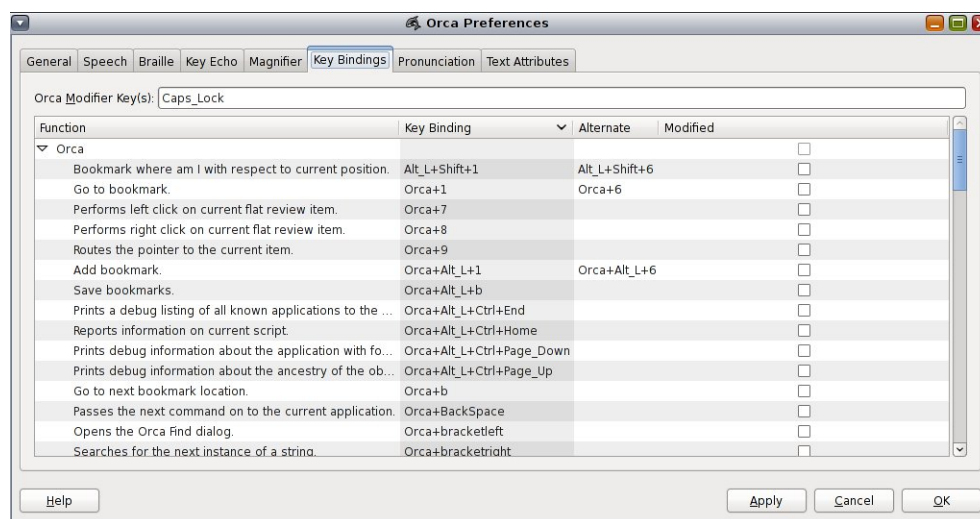 Orca Preferences
General Speech Braille Key Echo Magnifier Key Bindings Pronunciation Text Attributes
Orca Modifier Key(s): Caps_Lock
Function Key Binding Alternate Modified
Orca
Bookmark where am I with respect to current position. Alt_L+Shift+1 Alt_L+Shift+6
Go to bookmark. Orca+1 Orca+6
Performs left click on current flat review item. Orca+7
Performs right click on current flat review item. Orca+8
Routes the pointer to the current item. Orca+9
Add bookmark. Orca+Alt_L+1 Orca+Alt_L+6
Save bookmarks. Orca+Alt_L+b
Prints a debug listing of all known applications to the ... Orca+Alt_L+Ctrl+End
Reports information on current script. Orca+Alt_L+Ctrl+Home
Prints debug information about the application with fo... Orca+Alt_L+Ctrl+Page_Down
Prints debug information about the ancestry of the ob... Orca+Alt_L+Ctrl+Page_Up
Go to next bookmark location. Orca+b
Passes the next command on to the current application. Orca+BackSpace
Opens the Orca Find dialog. Orca+bracketleft
Searches for the next instance of a string. Orca+bracketright
Help Apply Cancel OK